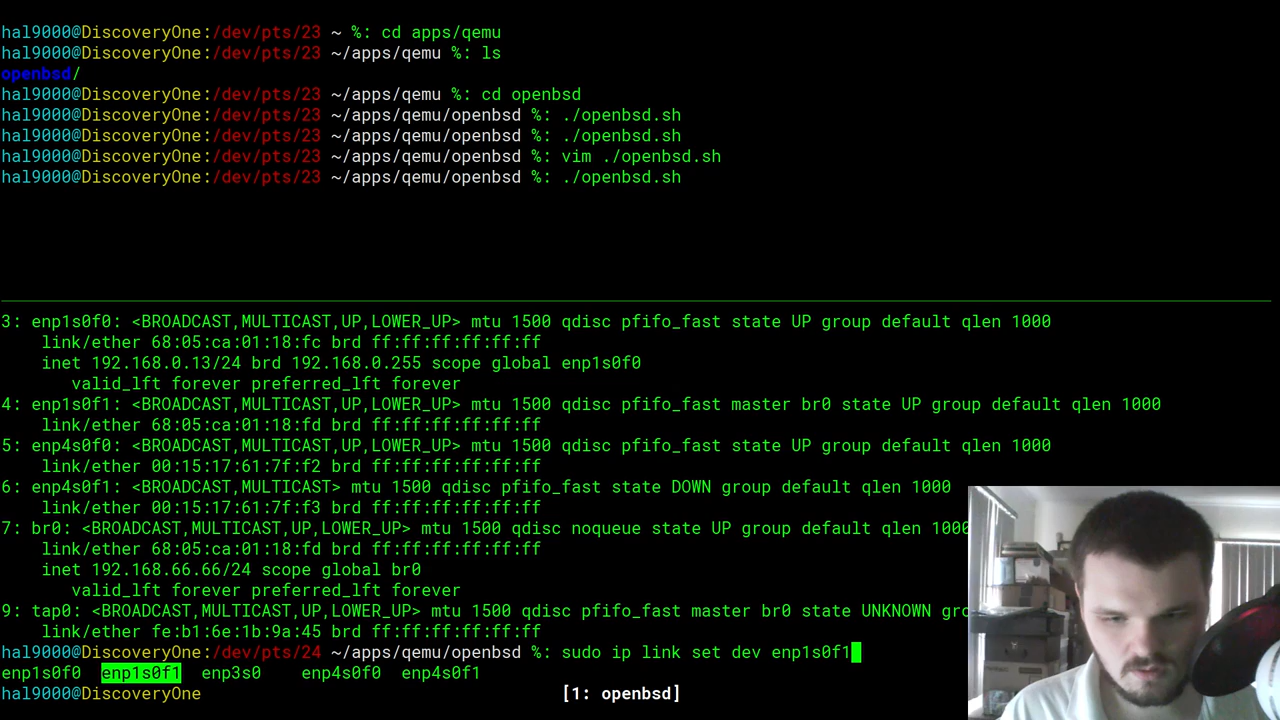 hal9000@DiscoveryOne:/dev/pts/23 ~ %: cd apps/qemu
hal9000@DiscoveryOne:/dev/pts/23 ~/apps/qemu %: ls
openbsd/
hal9000@DiscoveryOne:/dev/pts/23 ~/apps/qemu %: cd openbsd
hal9000@DiscoveryOne:/dev/pts/23 ~/apps/qemu/openbsd %: ./openbsd.sh
hal9000@DiscoveryOne:/dev/pts/23 ~/apps/qemu/openbsd %: ./openbsd.sh
hal9000@DiscoveryOne:/dev/pts/23 ~/apps/qemu/openbsd %: vim ./openbsd.sh
hal9000@DiscoveryOne:/dev/pts/23 ~/apps/qemu/openbsd %: ./openbsd.sh
3: enp1s0f0: <BROADCAST,MULTICAST,UP,LOWER_UP> mtu 1500 qdisc pfifo_fast state UP group default qlen 1000
link/ether 68:05:ca:01:18:fc brd ff:ff:ff:ff:ff:ff
inet 192.168.0.13/24 brd 192.168.0.255 scope global enp1s0f0
valid_lft forever preferred_lft forever
4: enp1s0f1: <BROADCAST,MULTICAST,UP,LOWER_UP> mtu 1500 qdisc pfifo_fast master br0 state UP group default qlen 1000
link/ether 68:05:ca:01:18:fd brd ff:ff:ff:ff:ff:ff
5: enp4s0f0: <BROADCAST,MULTICAST,UP,LOWER_UP> mtu 1500 qdisc pfifo_fast state UP group default qlen 1000
link/ether 00:15:17:61:7f:f2 brd ff:ff:ff:ff:ff:ff
6: enp4s0f1: <BROADCAST,MULTICAST> mtu 1500 qdisc pfifo_fast state DOWN group default qlen 1000
link/ether 00:15:17:61:7f:f3 brd ff:ff:ff:ff:ff:ff
7: br0: <BROADCAST,MULTICAST,UP,LOWER_UP> mtu 1500 qdisc noqueue state UP group default qlen 1000
link/ether 68:05:ca:01:18:fd brd ff:ff:ff:ff:ff:ff
inet 192.168.66.66/24 scope global br0
valid_lft forever preferred_lft forever
9: tap0: <BROADCAST,MULTICAST,UP,LOWER_UP> mtu 1500 qdisc pfifo_fast master br0 state UNKNOWN gro
link/ether fe:b1:6e:1b:9a:45 brd ff:ff:ff:ff:ff:ff
hal9000@DiscoveryOne:/dev/pts/24 ~/apps/qemu/openbsd %: sudo ip link set dev enp1s0f1
enp1s0f0 enp1s0f1 enp3s0 enp4s0f0 enp4s0f1
hal9000@DiscoveryOne [1: openbsd]